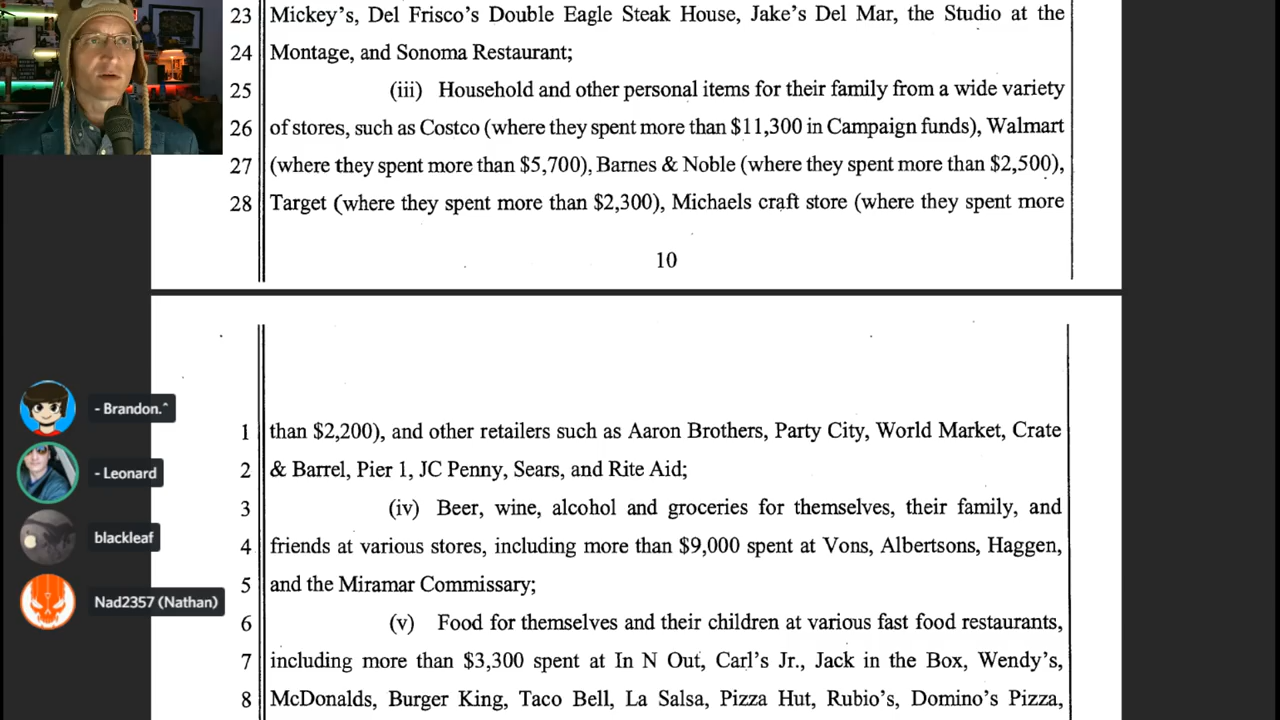 23 Mickey's, Del Frisco's Double Eagle Steak House, Jake's Del Mar, the Studio at the
24 Montage, and Sonoma Restaurant;
25 (iii) Household and other personal items for their family from a wide variety
26 of stores, such as Costco (where they spent more than $11,300 in Campaign funds), Walmart
27 (where they spent more than $5,700), Barnes & Noble (where they spent more than $2,500),
28 Target (where they spent more than $2,300), Michaels craft store (where they spent more
10
- Brandon.^
- Leonard
blackleaf
Nad2357 (Nathan)
1 than $2,200), and other retailers such as Aaron Brothers, Party City, World Market, Crate
2 & Barrel, Pier 1, JC Penny, Sears, and Rite Aid;
3 (iv) Beer, wine, alcohol and groceries for themselves, their family, and
4 friends at various stores, including more than $9,000 spent at Vons, Albertsons, Haggen,
5 and the Miramar Commissary;
6 (v) Food for themselves and their children at various fast food restaurants,
7 including more than $3,300 spent at In N Out, Carl's Jr., Jack in the Box, Wendy's,
8 McDonalds, Burger King, Taco Bell, La Salsa, Pizza Hut, Rubio's, Domino's Pizza,